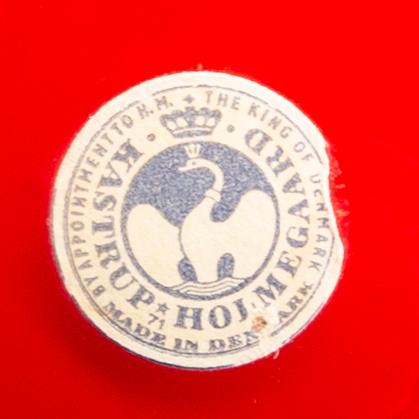 BY APPOINTMENT TO H.M. + THE KING OF DENMARK
KASTRUP HOLMEGAARD
71
MADE IN DENMARK